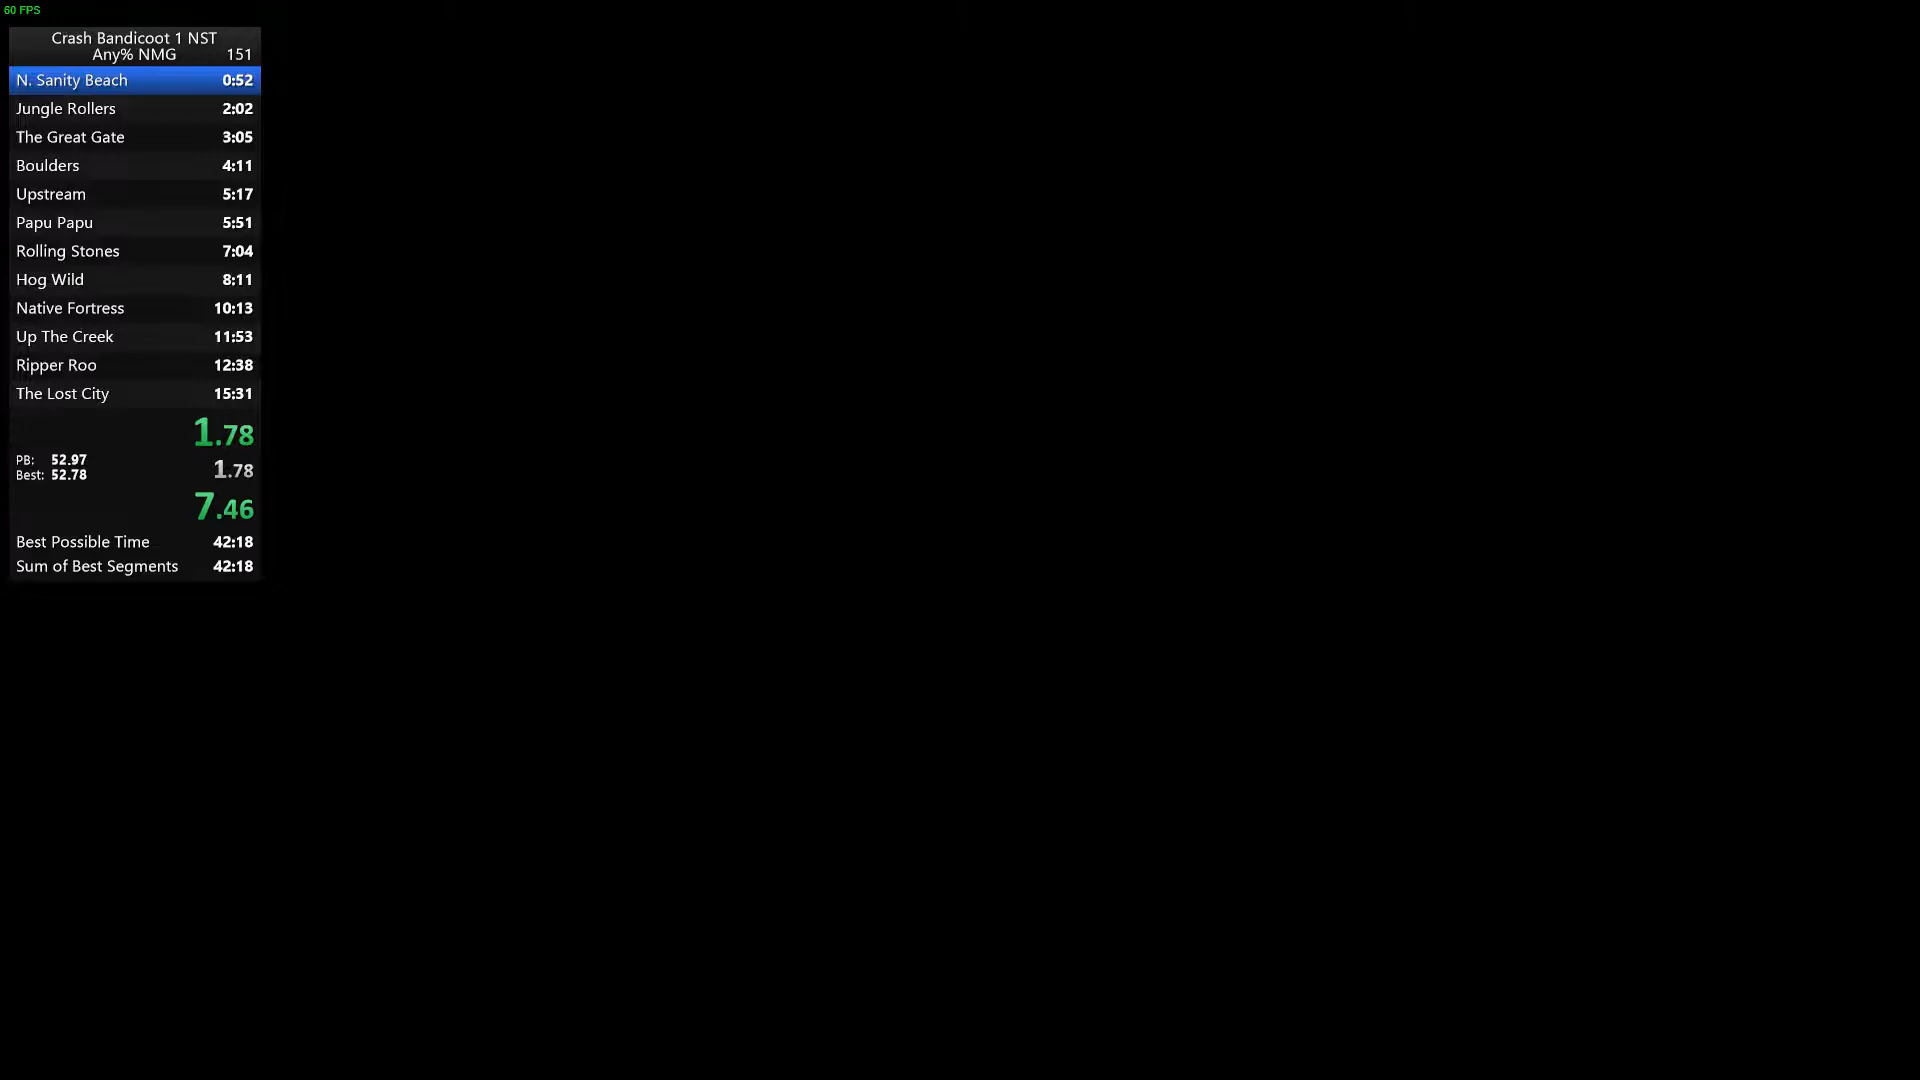 60 FPS
Crash Bandicoot 1 NST
Any% NMG 151
N. Sanity Beach 0:52
Jungle Rollers 2:02
The Great Gate 3:05
Boulders 4:11
Upstream 5:17
Papu Papu 5:51
Rolling Stones 7:04
Hog Wild 8:11
Native Fortress 10:13
Up The Creek 11:53
Ripper Roo 12:38
The Lost City 15:31
1.78
PB: 52.97
Best: 52.78
1.78
7.46
Best Possible Time 42:18
Sum of Best Segments 42:18